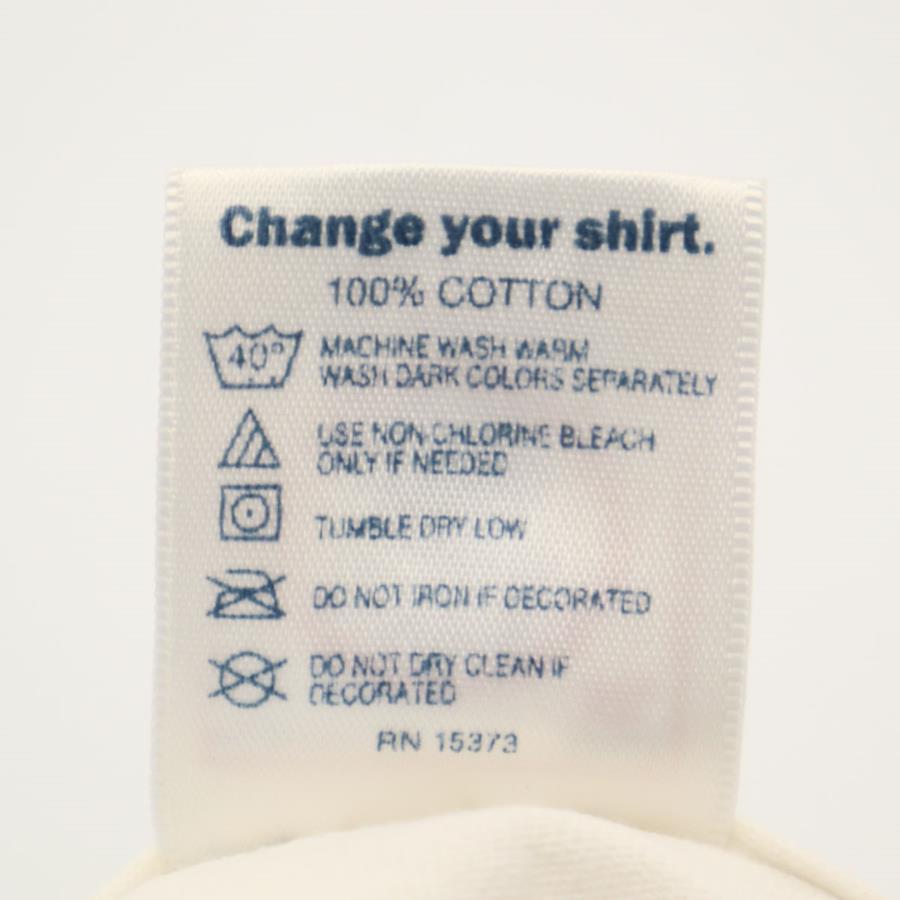 Change your shirt.
100% COTTON
40°
MACHINE WASH WARM
WASH DARK COLORS SEPARATELY
USE NON-CHLORINE BLEACH
ONLY IF NEEDED
TUMBLE DRY LOW
DO NOT IRON IF DECORATED
DO NOT DRY CLEAN IF
DECORATED
RN 15373